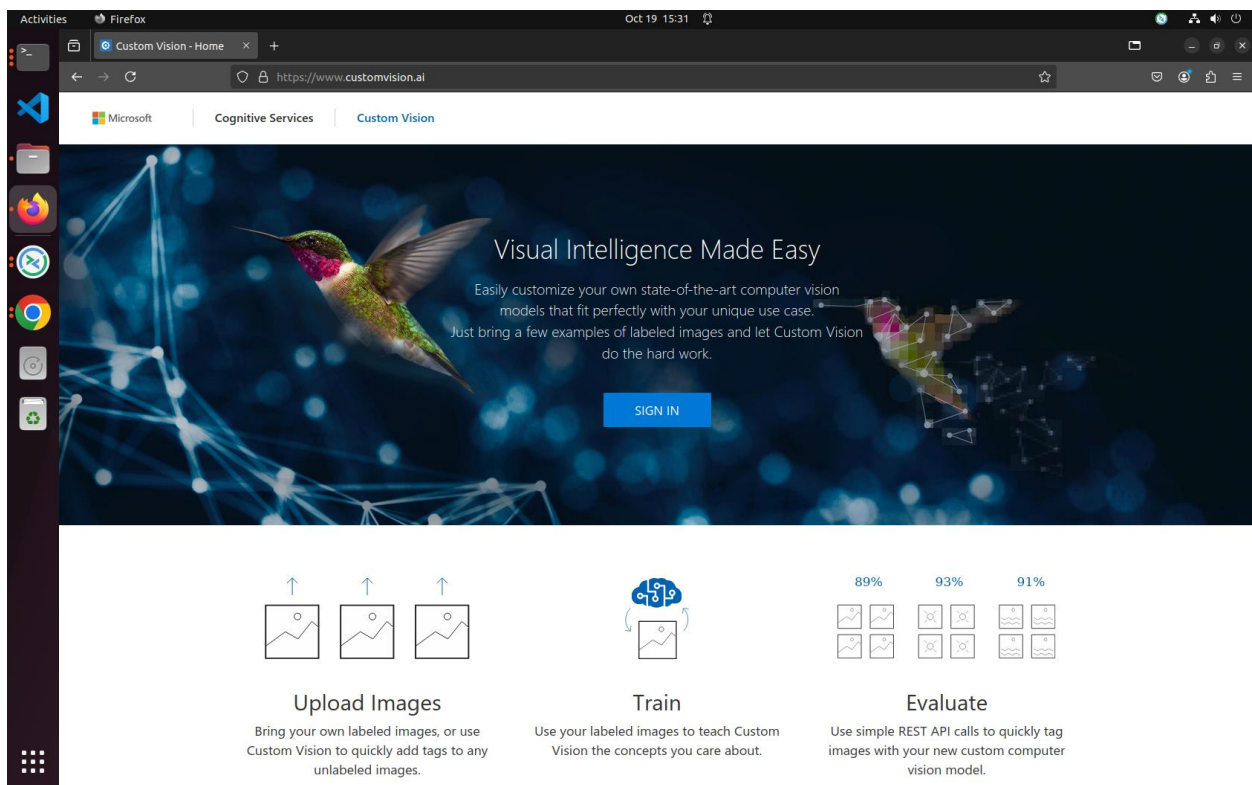 Activities Firefox Oct 19 15:31
Custom Vision - Home
https://www.customvision.ai
Microsoft Cognitive Services Custom Vision
Visual Intelligence Made Easy
Easily customize your own state-of-the-art computer vision
models that fit perfectly with your unique use case.
Just bring a few examples of labeled images and let Custom Vision
do the hard work.
SIGN IN
89% 93% 91%
Upload Images
Bring your own labeled images, or use
Custom Vision to quickly add tags to any
unlabeled images.
Train
Use your labeled images to teach Custom
Vision the concepts you care about.
Evaluate
Use simple REST API calls to quickly tag
images with your new custom computer
vision model.